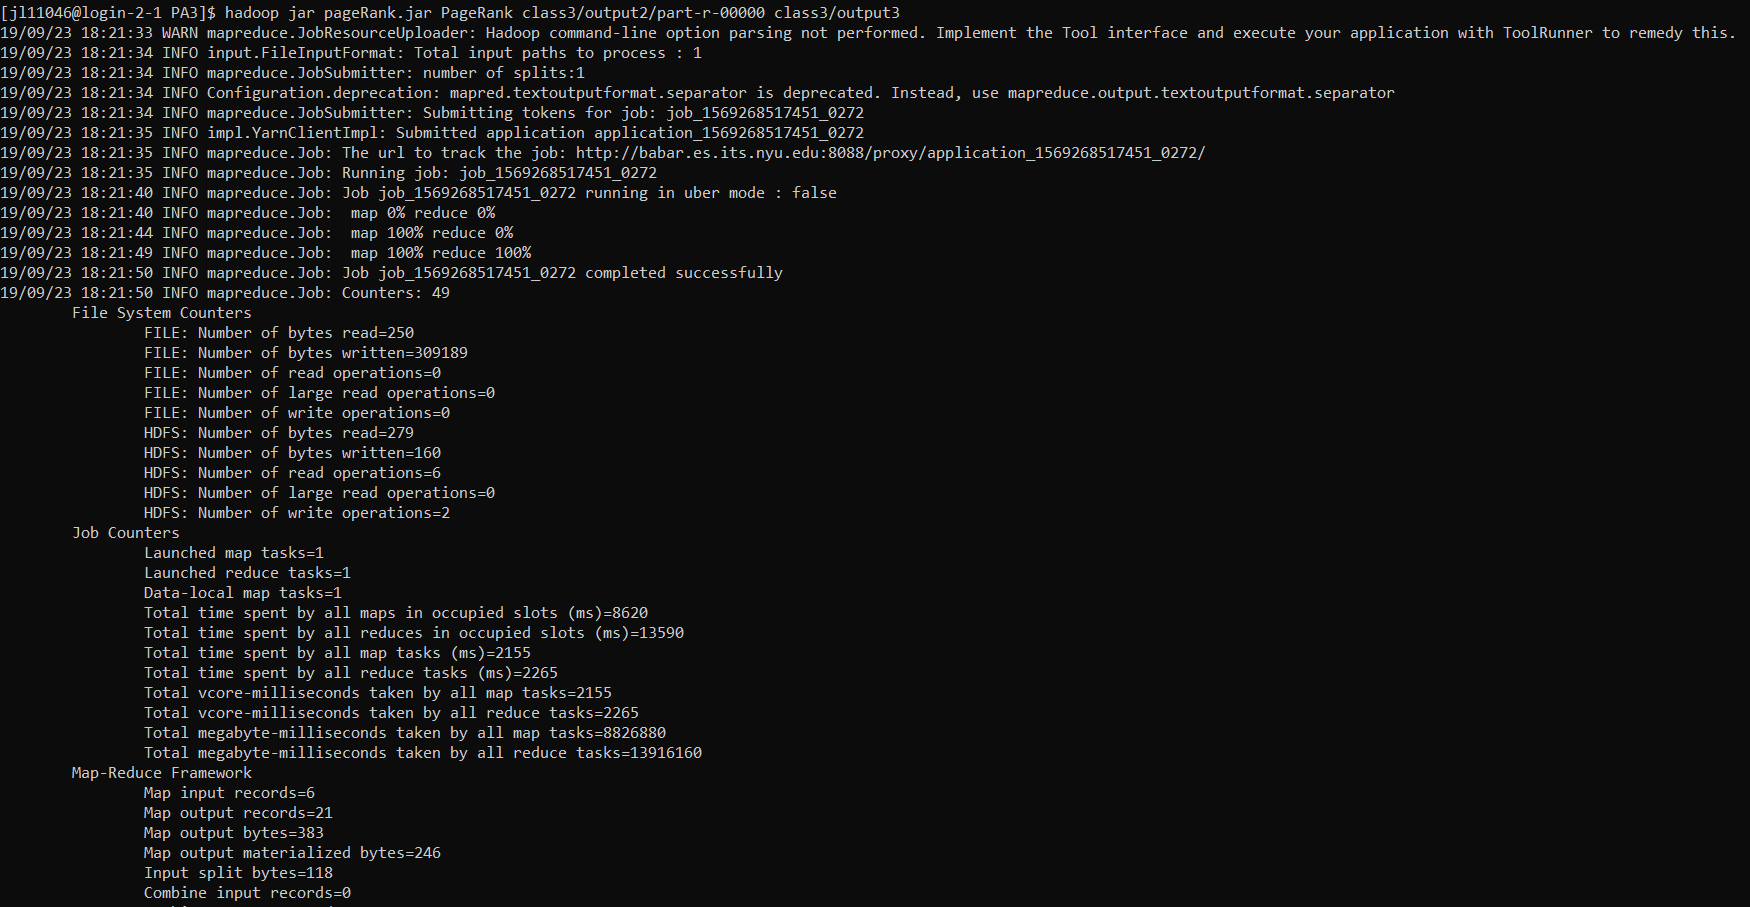 [jl11046@login-2-1 PA3]$ hadoop jar pageRank.jar PageRank class3/output2/part-r-00000 class3/output3
19/09/23 18:21:33 WARN mapreduce.JobResourceUploader: Hadoop command-line option parsing not performed. Implement the Tool interface and execute your application with ToolRunner to remedy this.
19/09/23 18:21:34 INFO input.FileInputFormat: Total input paths to process : 1
19/09/23 18:21:34 INFO mapreduce.JobSubmitter: number of splits:1
19/09/23 18:21:34 INFO Configuration.deprecation: mapred.textoutputformat.separator is deprecated. Instead, use mapreduce.output.textoutputformat.separator
19/09/23 18:21:34 INFO mapreduce.JobSubmitter: Submitting tokens for job: job_1569268517451_0272
19/09/23 18:21:35 INFO impl.YarnClientImpl: Submitted application application_1569268517451_0272
19/09/23 18:21:35 INFO mapreduce.Job: The url to track the job: http://babar.es.its.nyu.edu:8088/proxy/application_1569268517451_0272/
19/09/23 18:21:35 INFO mapreduce.Job: Running job: job_1569268517451_0272
19/09/23 18:21:40 INFO mapreduce.Job: Job job_1569268517451_0272 running in uber mode : false
19/09/23 18:21:40 INFO mapreduce.Job:  map 0% reduce 0%
19/09/23 18:21:44 INFO mapreduce.Job:  map 100% reduce 0%
19/09/23 18:21:49 INFO mapreduce.Job:  map 100% reduce 100%
19/09/23 18:21:50 INFO mapreduce.Job: Job job_1569268517451_0272 completed successfully
19/09/23 18:21:50 INFO mapreduce.Job: Counters: 49
File System Counters
FILE: Number of bytes read=250
FILE: Number of bytes written=309189
FILE: Number of read operations=0
FILE: Number of large read operations=0
FILE: Number of write operations=0
HDFS: Number of bytes read=279
HDFS: Number of bytes written=160
HDFS: Number of read operations=6
HDFS: Number of large read operations=0
HDFS: Number of write operations=2
Job Counters
Launched map tasks=1
Launched reduce tasks=1
Data-local map tasks=1
Total time spent by all maps in occupied slots (ms)=8620
Total time spent by all reduces in occupied slots (ms)=13590
Total time spent by all map tasks (ms)=2155
Total time spent by all reduce tasks (ms)=2265
Total vcore-milliseconds taken by all map tasks=2155
Total vcore-milliseconds taken by all reduce tasks=2265
Total megabyte-milliseconds taken by all map tasks=8826880
Total megabyte-milliseconds taken by all reduce tasks=13916160
Map-Reduce Framework
Map input records=6
Map output records=21
Map output bytes=383
Map output materialized bytes=246
Input split bytes=118
Combine input records=0